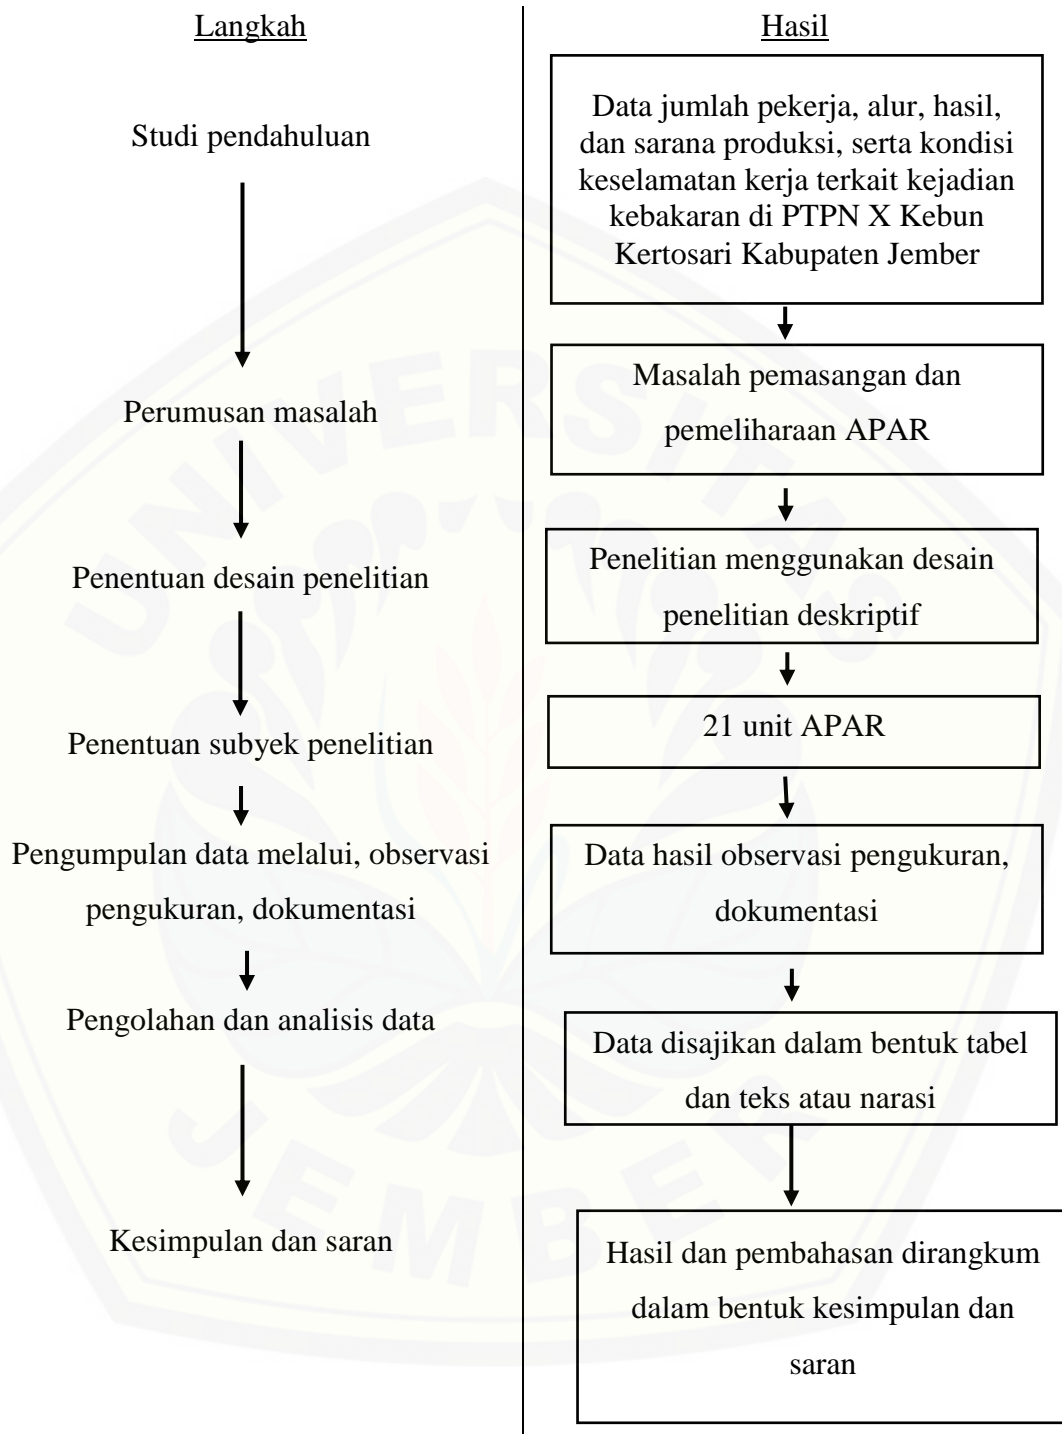 Langkah
Studi pendahuluan
Perumusan masalah
Penentuan desain penelitian
Penentuan subyek penelitian
Pengumpulan data melalui, observasi
pengukuran, dokumentasi
Pengolahan dan analisis data
Kesimpulan dan saran
Hasil
Data jumlah pekerja, alur, hasil,
dan sarana produksi, serta kondisi
keselamatan kerja terkait kejadian
kebakaran di PTPN X Kebun
Kertosari Kabupaten Jember
Masalah pemasangan dan
pemeliharaan APAR
Penelitian menggunakan desain
penelitian deskriptif
21 unit APAR
Data hasil observasi pengukuran,
dokumentasi
Data disajikan dalam bentuk tabel
dan teks atau narasi
Hasil dan pembahasan dirangkum
dalam bentuk kesimpulan dan
saran
UNIVERSITAS
JEMBER